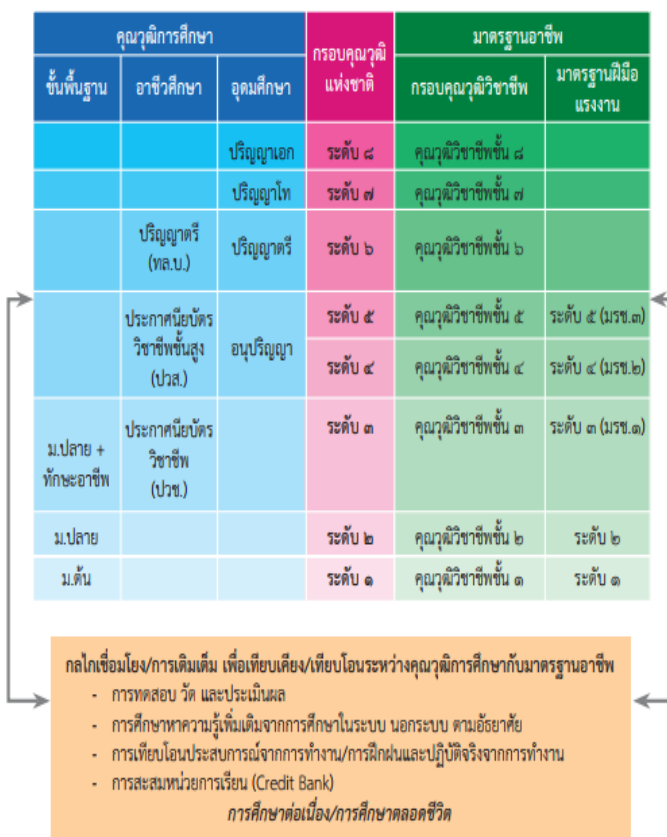 คุณวุฒิการศึกษา
กรอบคุณวุฒิ
แห่งชาติ
มาตรฐานอาชีพ
ขั้นพื้นฐาน อาชีวศึกษา อุดมศึกษา กรอบคุณวุฒิวิชาชีพ มาตรฐานฝีมือ
แรงงาน
ปริญญาเอก ระดับ ๘ คุณวุฒิวิชาชีพชั้น ๘
ปริญญาโท ระดับ ๗ คุณวุฒิวิชาชีพชั้น ๗
ปริญญาตรี
(ทล.บ.)
ปริญญาตรี ระดับ ๖ คุณวุฒิวิชาชีพชั้น ๖
ประกาศนียบัตร
วิชาชีพชั้นสูง
(ปวส.)
อนุปริญญา
ระดับ ๕ คุณวุฒิวิชาชีพชั้น ๕ ระดับ ๕ (มรช.๓)
ระดับ ๔ คุณวุฒิวิชาชีพชั้น ๔ ระดับ ๔ (มรช.๒)
ม.ปลาย +
ทักษะอาชีพ
ประกาศนียบัตร
วิชาชีพ
(ปวช.)
ระดับ ๓ คุณวุฒิวิชาชีพชั้น ๓ ระดับ ๓ (มรช.๑)
ม.ปลาย ระดับ ๒ คุณวุฒิวิชาชีพชั้น ๒ ระดับ ๒
ม.ต้น ระดับ ๑ คุณวุฒิวิชาชีพชั้น ๑ ระดับ ๑
กลไกเชื่อมโยง/การเติมเต็ม เพื่อเทียบเคียง/เทียบโอนระหว่างคุณวุฒิการศึกษากับมาตรฐานอาชีพ
- การทดสอบ วัด และประเมินผล
- การศึกษาหาความรู้เพิ่มเติมจากการศึกษาในระบบ นอกระบบ ตามอัธยาศัย
- การเทียบโอนประสบการณ์จากการทำงาน/การฝึกฝนและปฏิบัติจริงจากการทำงาน
- การสะสมหน่วยการเรียน (Credit Bank)
การศึกษาต่อเนื่อง/การศึกษาตลอดชีวิต